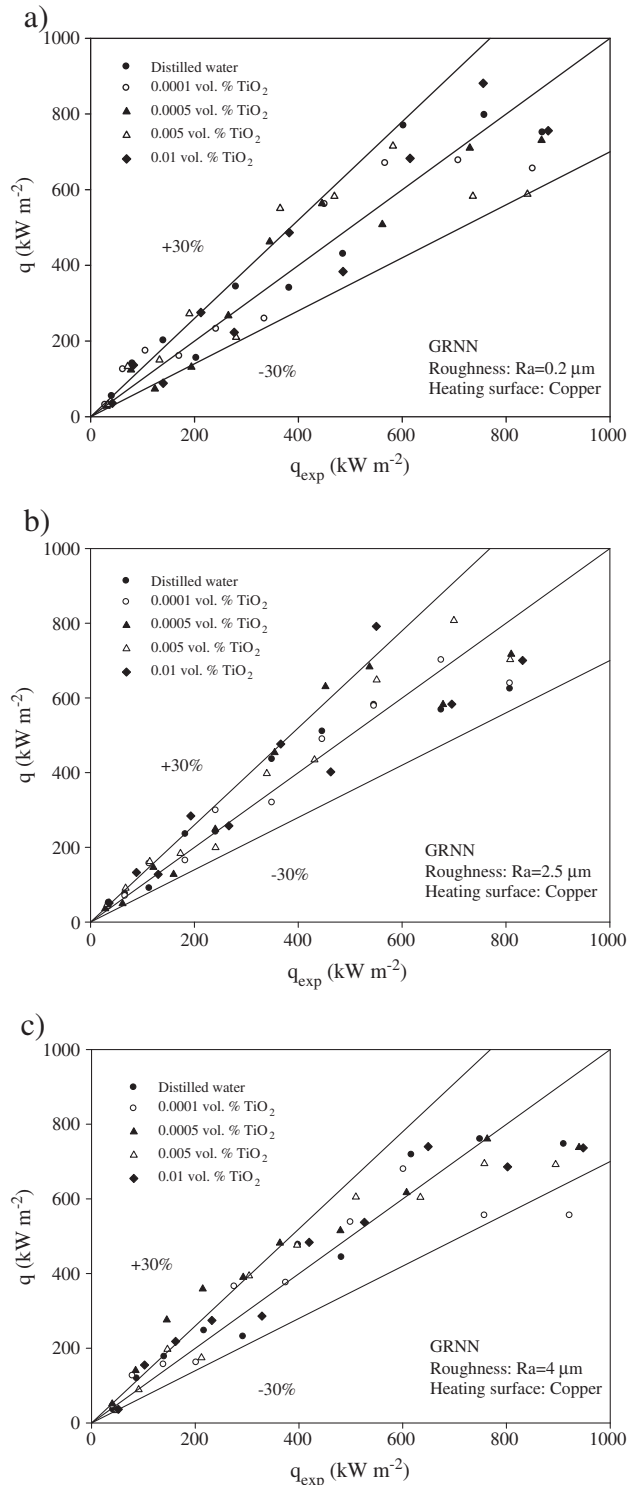 a)
1000
800
600
400
200
0
q (kW m-2)
Distilled water
0.0001 vol. % TiO2
0.0005 vol. % TiO2
0.005 vol. % TiO2
0.01 vol. % TiO2
+30%
-30%
GRNN
Roughness: Ra=0.2 μm
Heating surface: Copper
0 200 400 600 800 1000
qexp (kW m-2)
b)
1000
800
600
400
200
0
q (kW m-2)
Distilled water
0.0001 vol. % TiO2
0.0005 vol. % TiO2
0.005 vol. % TiO2
0.01 vol. % TiO2
+30%
-30%
GRNN
Roughness: Ra=2.5 μm
Heating surface: Copper
0 200 400 600 800 1000
qexp (kW m-2)
c)
1000
800
600
400
200
0
q (kW m-2)
Distilled water
0.0001 vol. % TiO2
0.0005 vol. % TiO2
0.005 vol. % TiO2
0.01 vol. % TiO2
+30%
-30%
GRNN
Roughness: Ra=4 μm
Heating surface: Copper
0 200 400 600 800 1000
qexp (kW m-2)